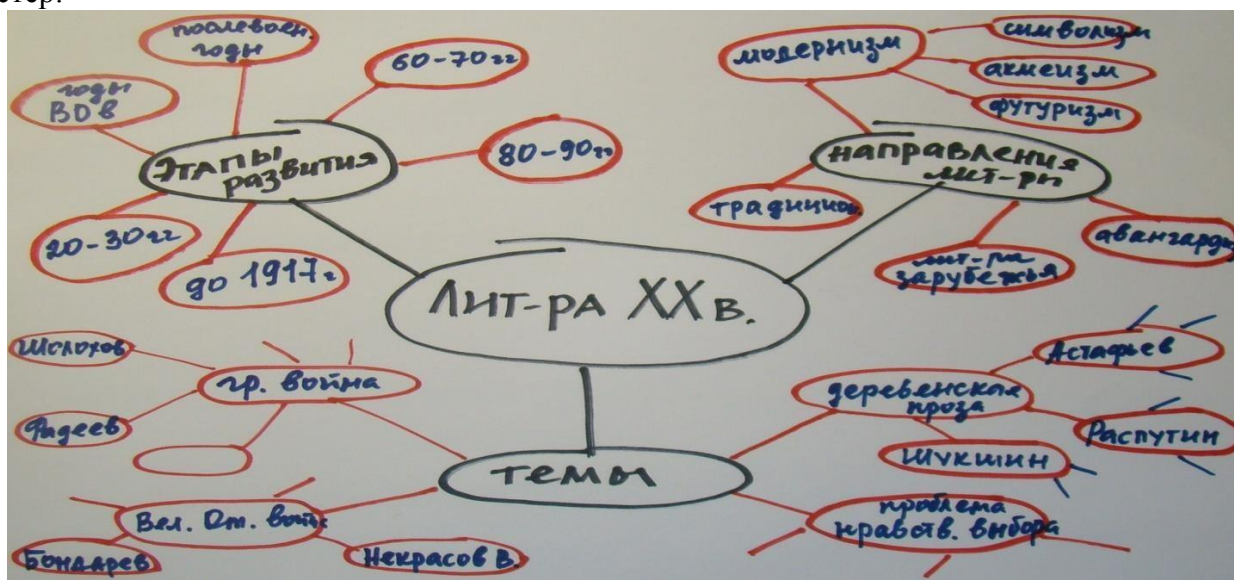 послевоен.
годы
60-70гг
годы
ВОВ
ЭТАПЫ
развития
80-90гг
20-30гг
до 1917г
модернизм
символизм
акмеизм
футуризм
направления
лит-ры
традицион.
лит-ра
зарубежья
авангардизм
ЛИТ-РА XX в.
Шолохов
гр. война
Фадеев
темы
Вел. От. война
Бондарев
Некрасов В.
деревенская
проза
Астафьев
Распутин
Шукшин
проблема
нравств. выбора